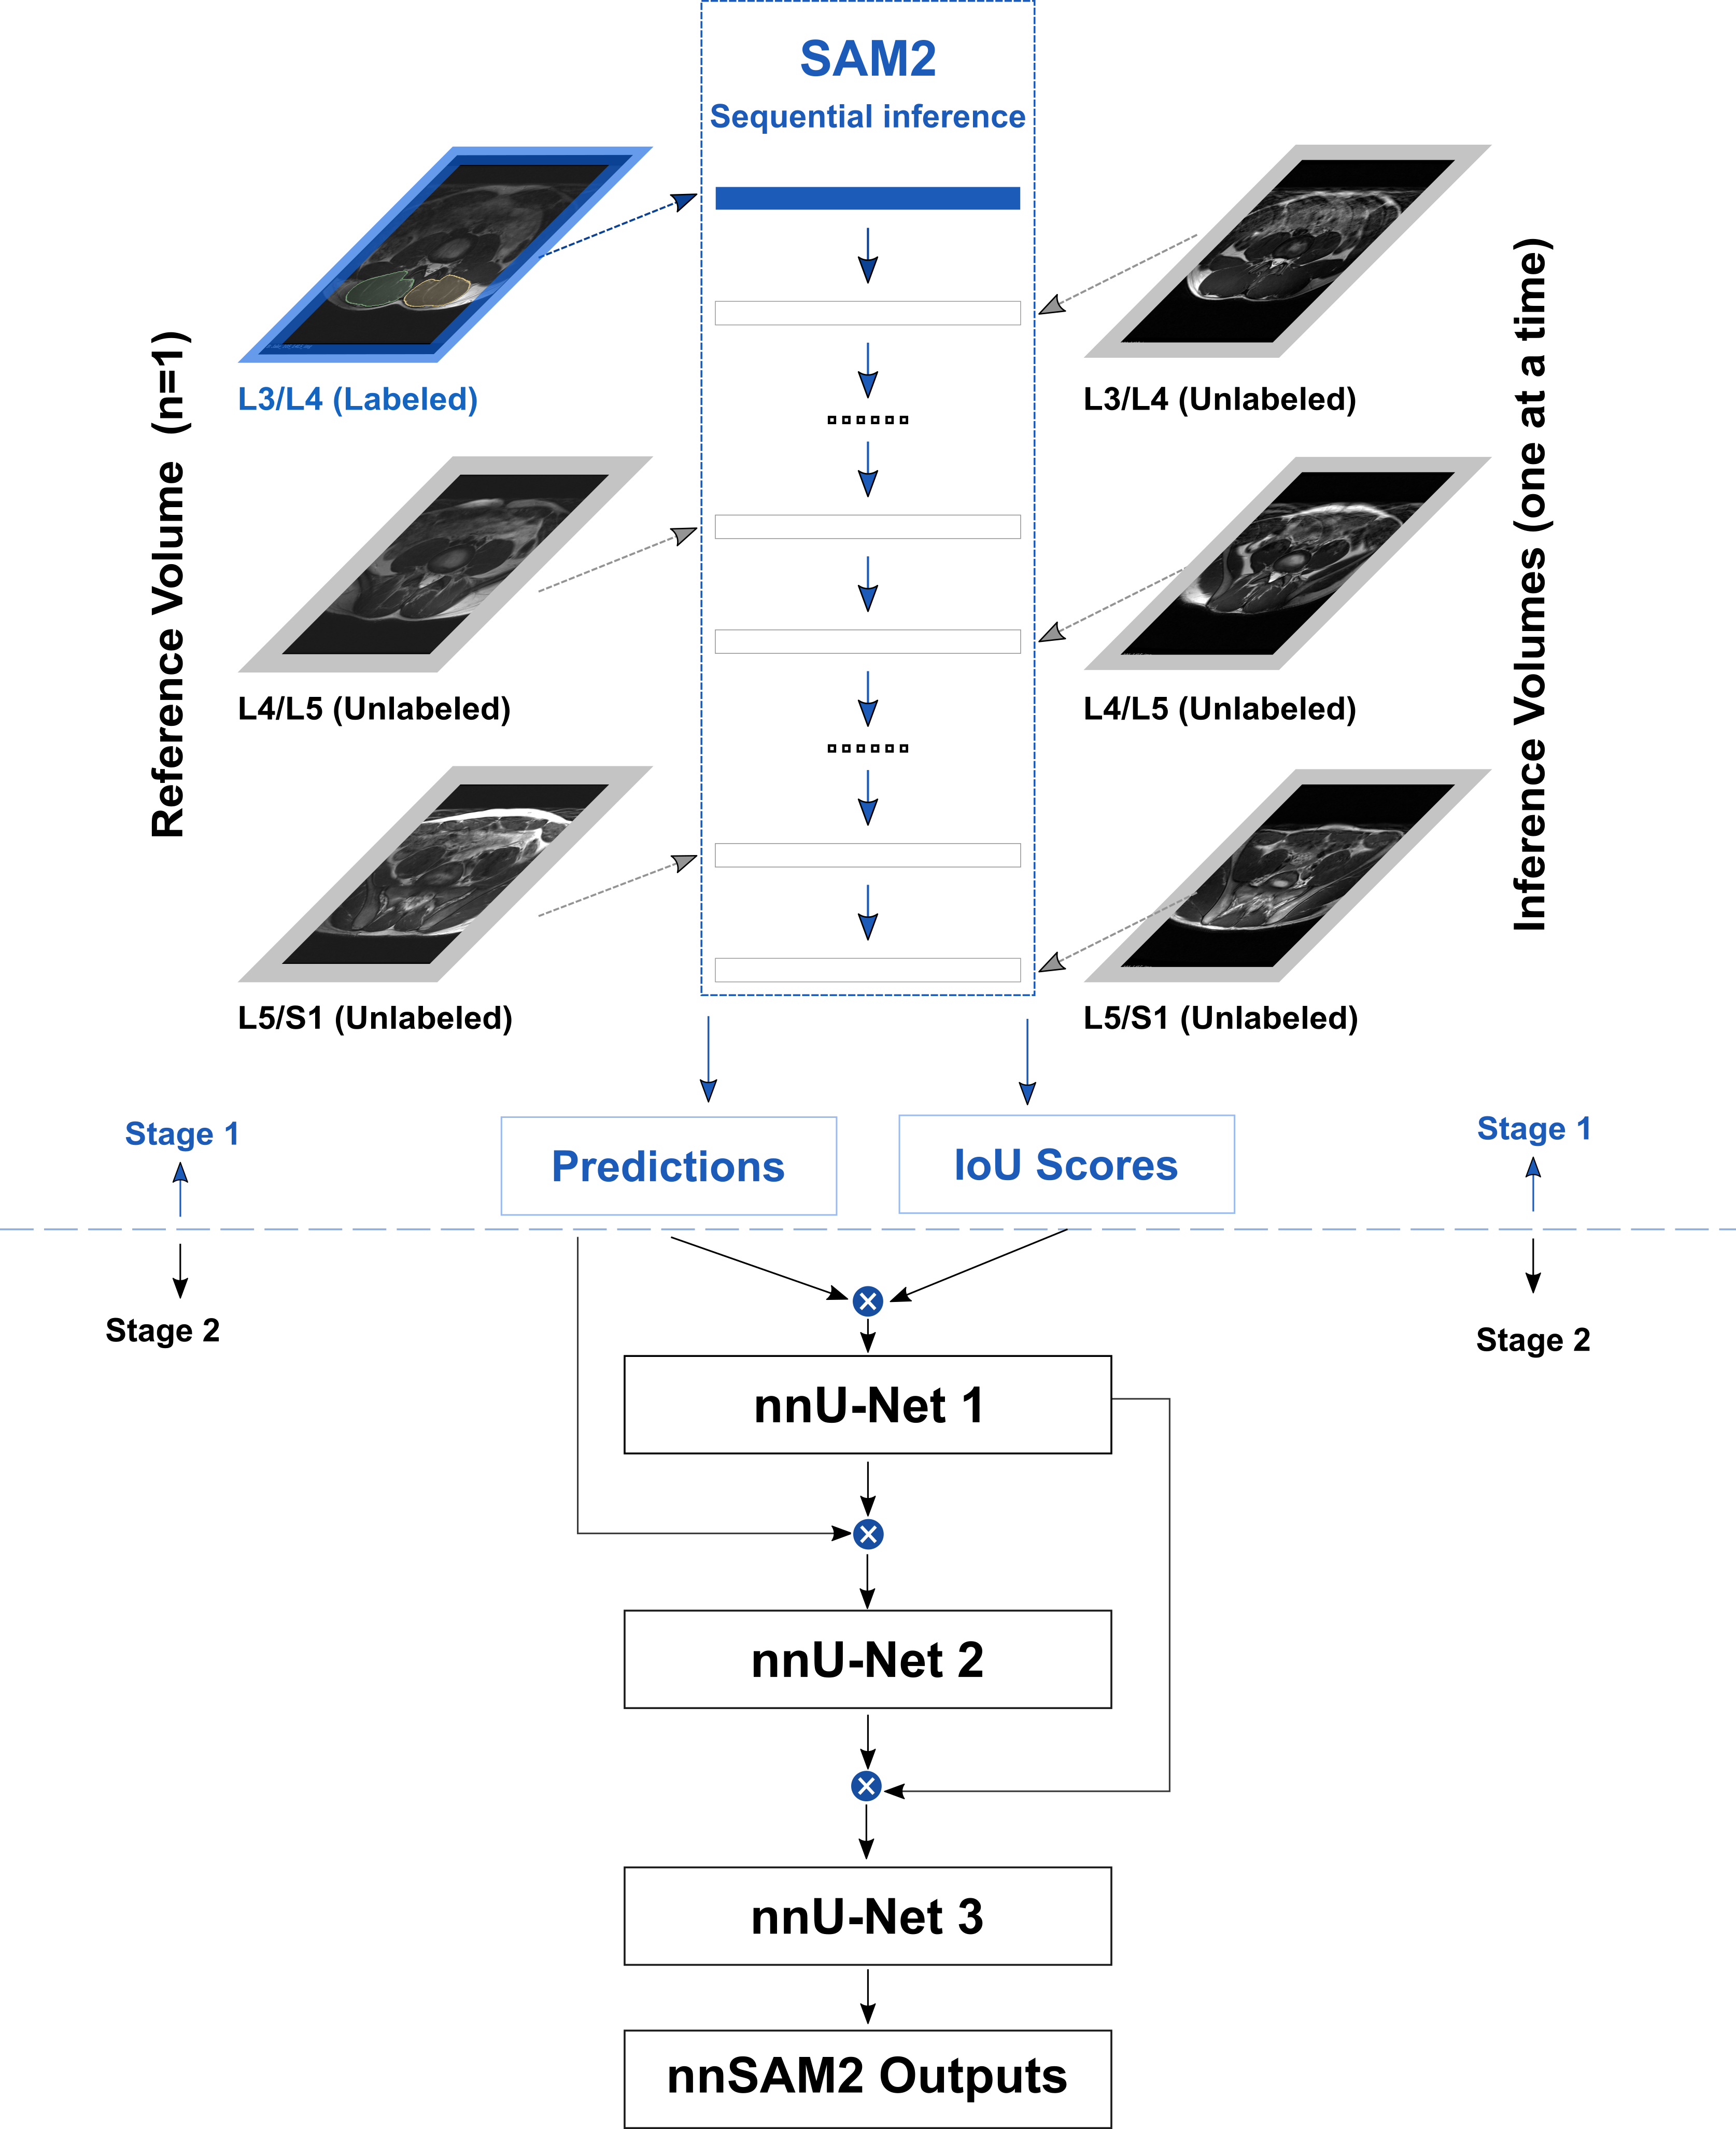 SAM2
Sequential inference
Reference Volume (n=1)
L3/L4 (Labeled)
L4/L5 (Unlabeled)
L5/S1 (Unlabeled)
L3/L4 (Unlabeled)
L4/L5 (Unlabeled)
L5/S1 (Unlabeled)
Inference Volumes (one at a time)
Stage 1
Predictions
IoU Scores
Stage 1
Stage 2
Stage 2
nnU-Net 1
nnU-Net 2
nnU-Net 3
nnSAM2 Outputs